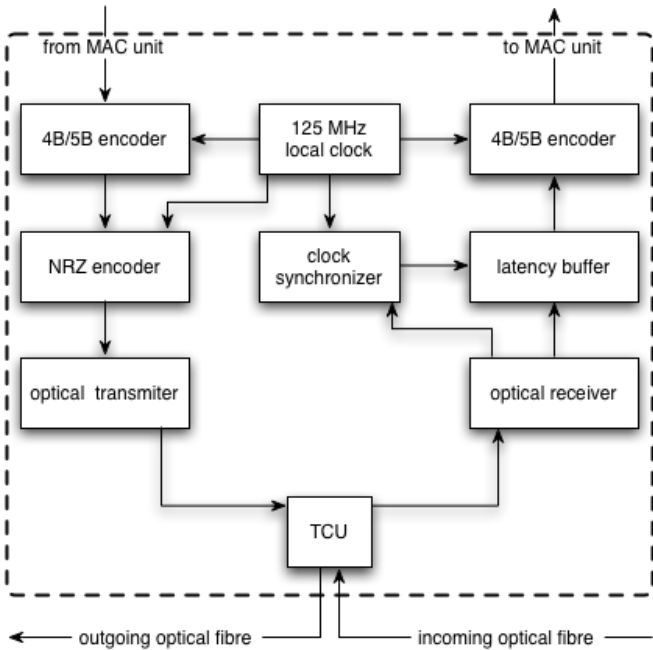 from MAC unit
to MAC unit
4B/5B encoder
125 MHz
local clock
4B/5B encoder
NRZ encoder
clock
synchronizer
latency buffer
optical transmiter
optical receiver
TCU
outgoing optical fibre
incoming optical fibre